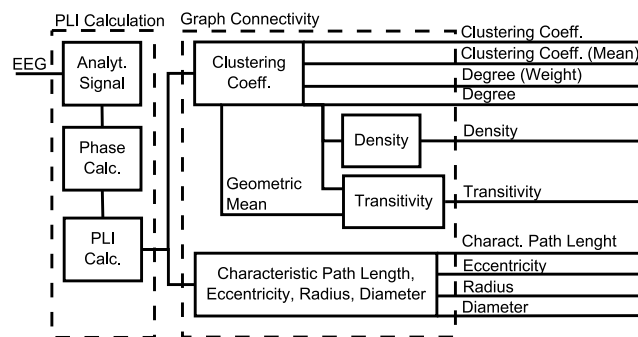 PLI Calculation
Graph Connectivity
EEG
Analyt.
Signal
Phase
Calc.
PLI
Calc.
Clustering
Coeff.
Geometric
Mean
Density
Transitivity
Characteristic Path Length,
Eccentricity, Radius, Diameter
Clustering Coeff.
Clustering Coeff. (Mean)
Degree (Weight)
Degree
Density
Transitivity
Charact. Path Lenght
Eccentricity
Radius
Diameter